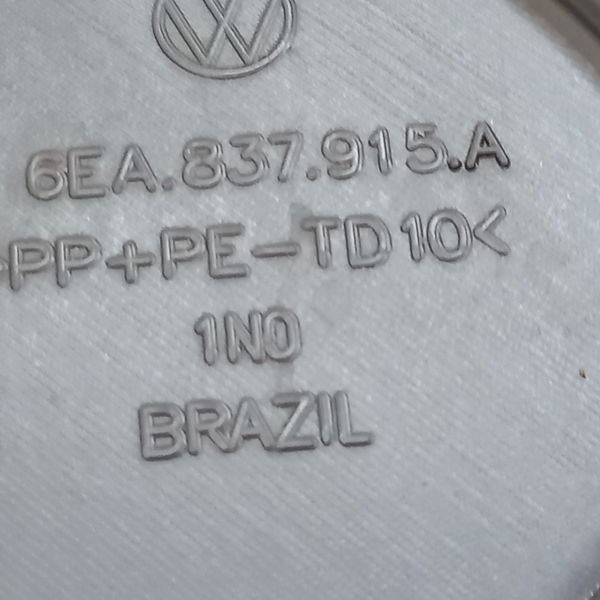 6EA.837.915.A
>PP+PE-TD10<
1N0
BRAZIL